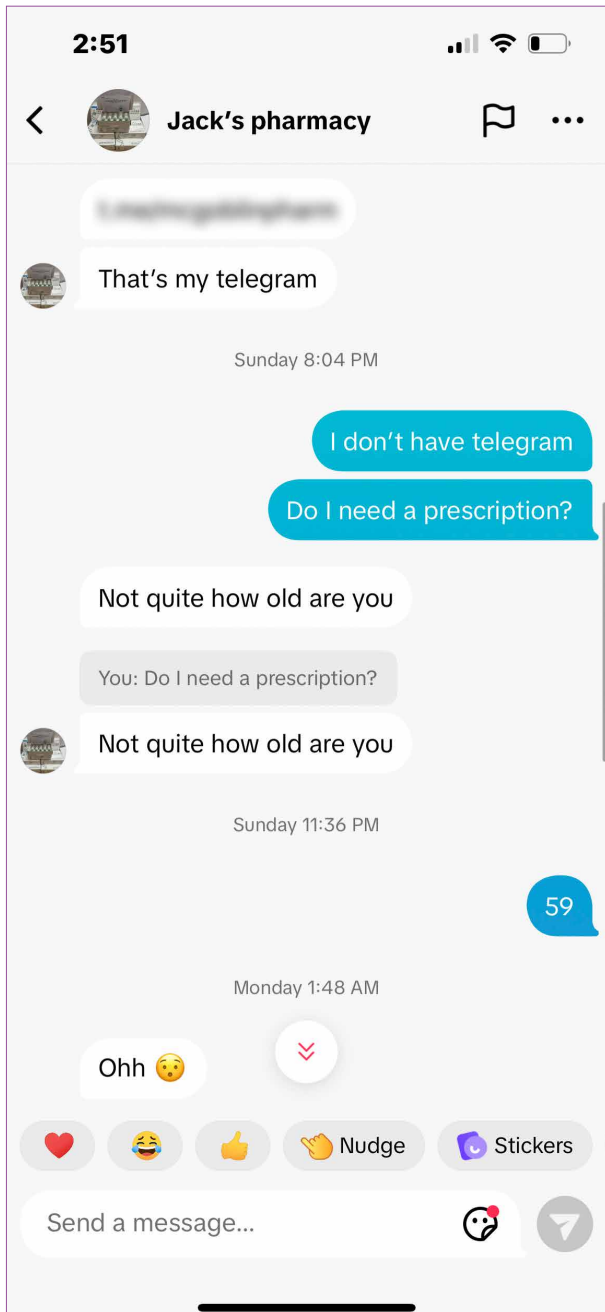 2:51
Jack's pharmacy
That's my telegram
Sunday 8:04 PM
I don't have telegram
Do I need a prescription?
Not quite how old are you
You: Do I need a prescription?
Not quite how old are you
Sunday 11:36 PM
59
Monday 1:48 AM
Ohh 😯
Nudge
Stickers
Send a message...